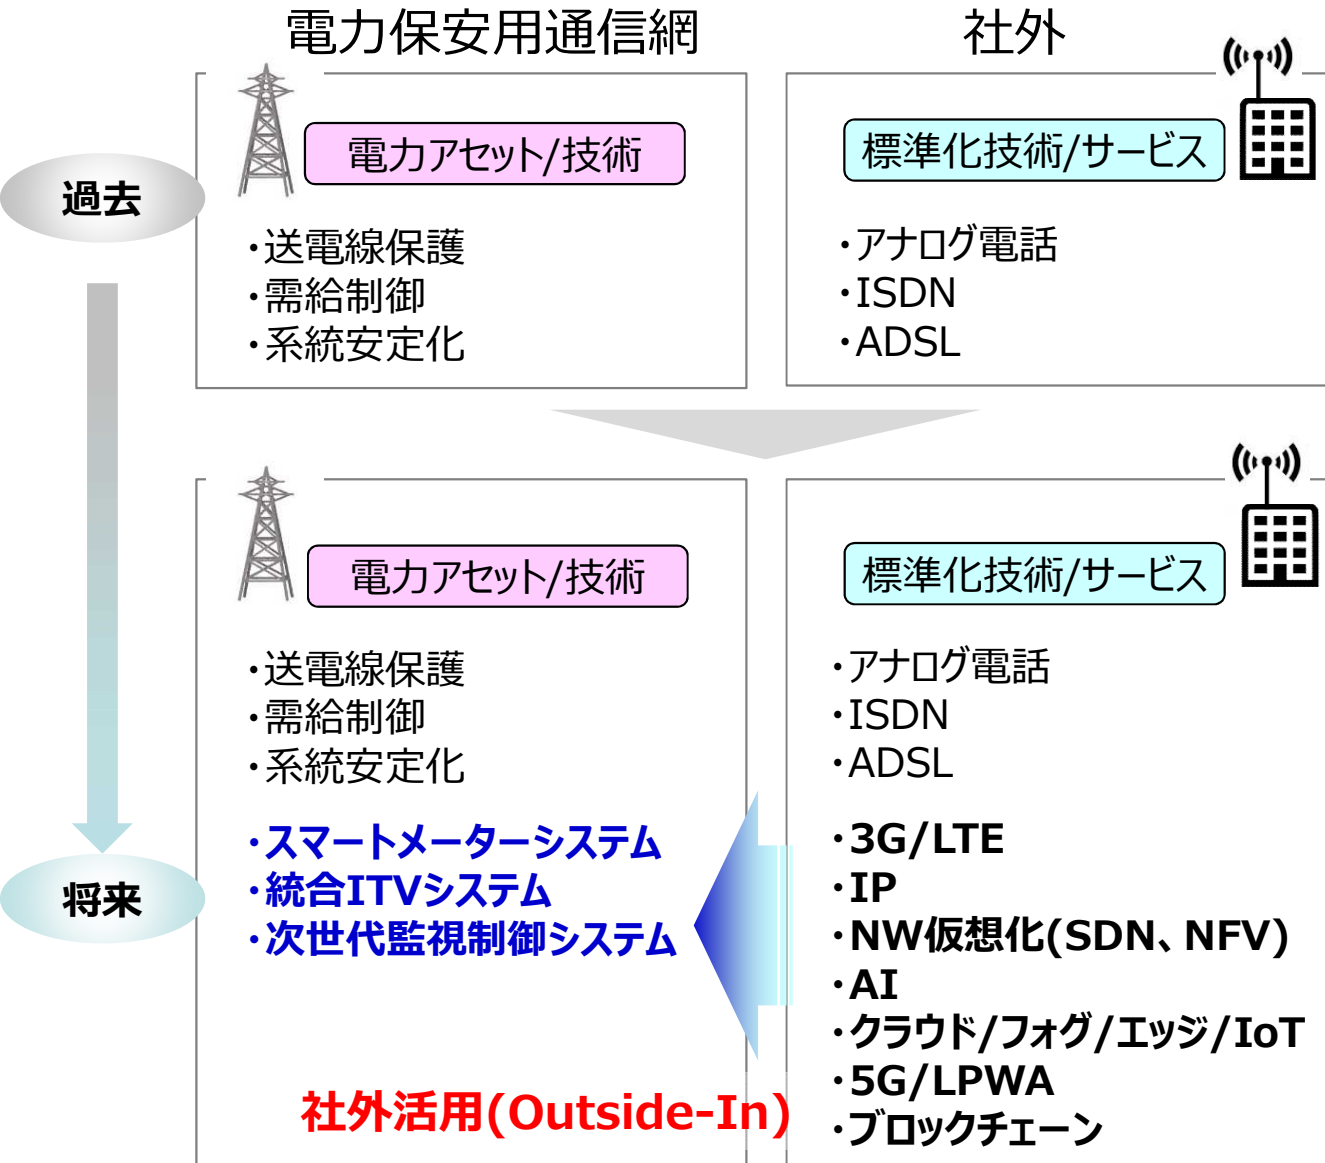 電力保安用通信網
社外
過去
電力アセット/技術
・送電線保護
・需給制御
・系統安定化
標準化技術/サービス
・アナログ電話
・ISDN
・ADSL
将来
電力アセット/技術
・送電線保護
・需給制御
・系統安定化
・スマートメーターシステム
・統合ITVシステム
・次世代監視制御システム
社外活用(Outside-In)
標準化技術/サービス
・アナログ電話
・ISDN
・ADSL
・3G/LTE
・IP
・NW仮想化(SDN、NFV)
・AI
・クラウド/フォグ/エッジ/IoT
・5G/LPWA
・ブロックチェーン